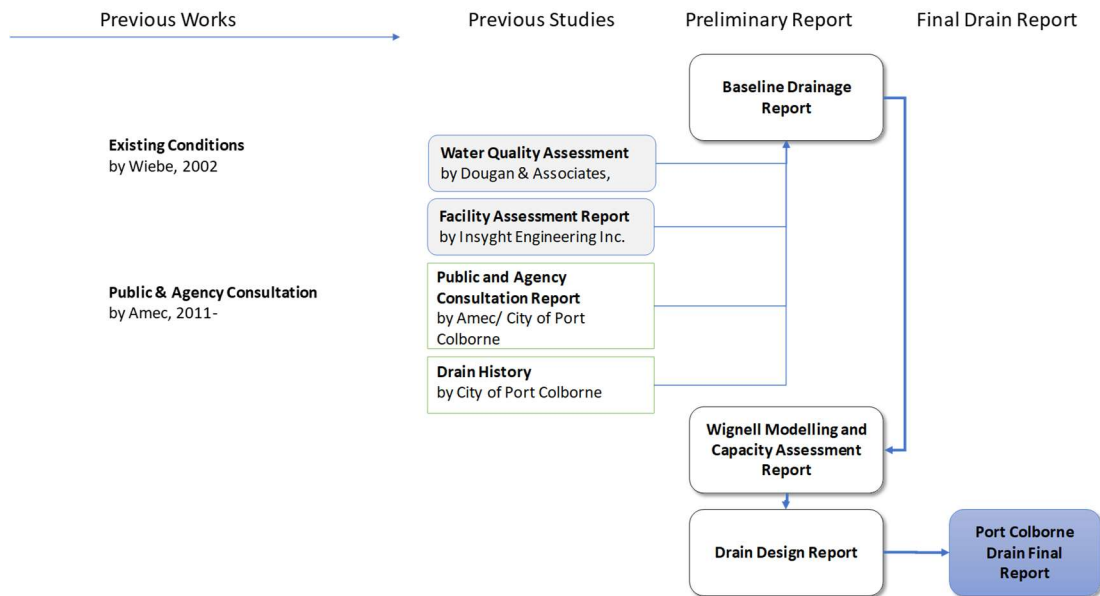 Previous Works
Previous Studies
Preliminary Report
Final Drain Report
Existing Conditions
by Wiebe, 2002
Public & Agency Consultation
by Amec, 2011-
Water Quality Assessment
by Dougan & Associates,
Facility Assessment Report
by Insyght Engineering Inc.
Public and Agency
Consultation Report
by Amec/ City of Port
Colborne
Drain History
by City of Port Colborne
Baseline Drainage
Report
Wignell Modelling and
Capacity Assessment
Report
Drain Design Report
Port Colborne
Drain Final
Report